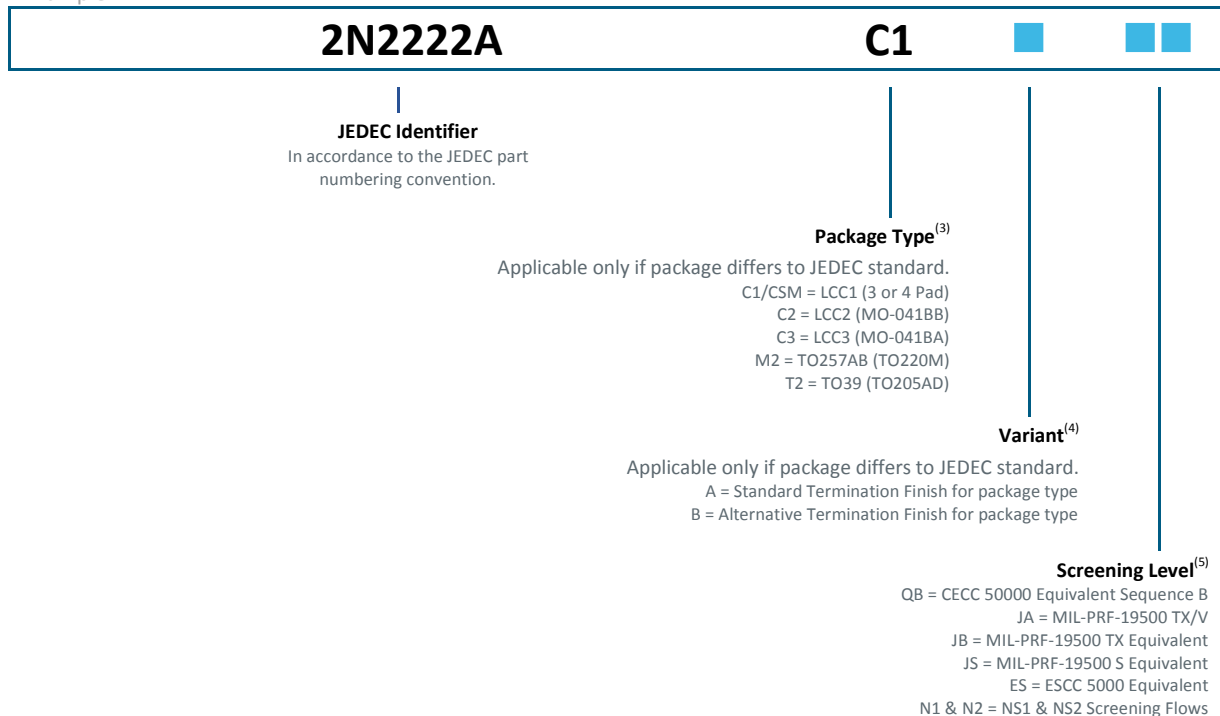 2N2222A C1
JEDEC Identifier
In accordance to the JEDEC part
numbering convention.
Package Type(3)
Applicable only if package differs to JEDEC standard.
C1/CSM = LCC1 (3 or 4 Pad)
C2 = LCC2 (MO-041BB)
C3 = LCC3 (MO-041BA)
M2 = TO257AB (TO220M)
T2 = TO39 (TO205AD)
Variant(4)
Applicable only if package differs to JEDEC standard.
A = Standard Termination Finish for package type
B = Alternative Termination Finish for package type
Screening Level(5)
QB = CECC 50000 Equivalent Sequence B
JA = MIL-PRF-19500 TX/V
JB = MIL-PRF-19500 TX Equivalent
JS = MIL-PRF-19500 S Equivalent
ES = ESCC 5000 Equivalent
N1 & N2 = NS1 & NS2 Screening Flows